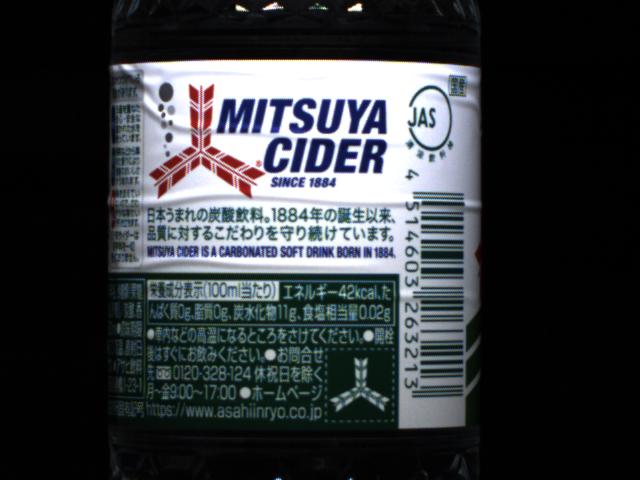 MITSUYA
CIDER
®
SINCE 1884
国産
JAS
日本うまれの炭酸飲料。1884年の誕生以来、
品質に対するこだわりを守り続けています。
MITSUYA CIDER IS A CARBONATED SOFT DRINK BORN IN 1884.
4 514603 263213
栄養成分表示(100ml当たり) エネルギー42kcal、た
んぱく質0g、脂質0g、炭水化物11g、食塩相当量0.02g
●車内などの高温になるところをさけてください。●開栓
後はすぐにお飲みください。●お問合せ
先 0120-328-124 休祝日を除く
月~金9:00~17:00 ●ホームページ
https://www.asahiinryo.co.jp